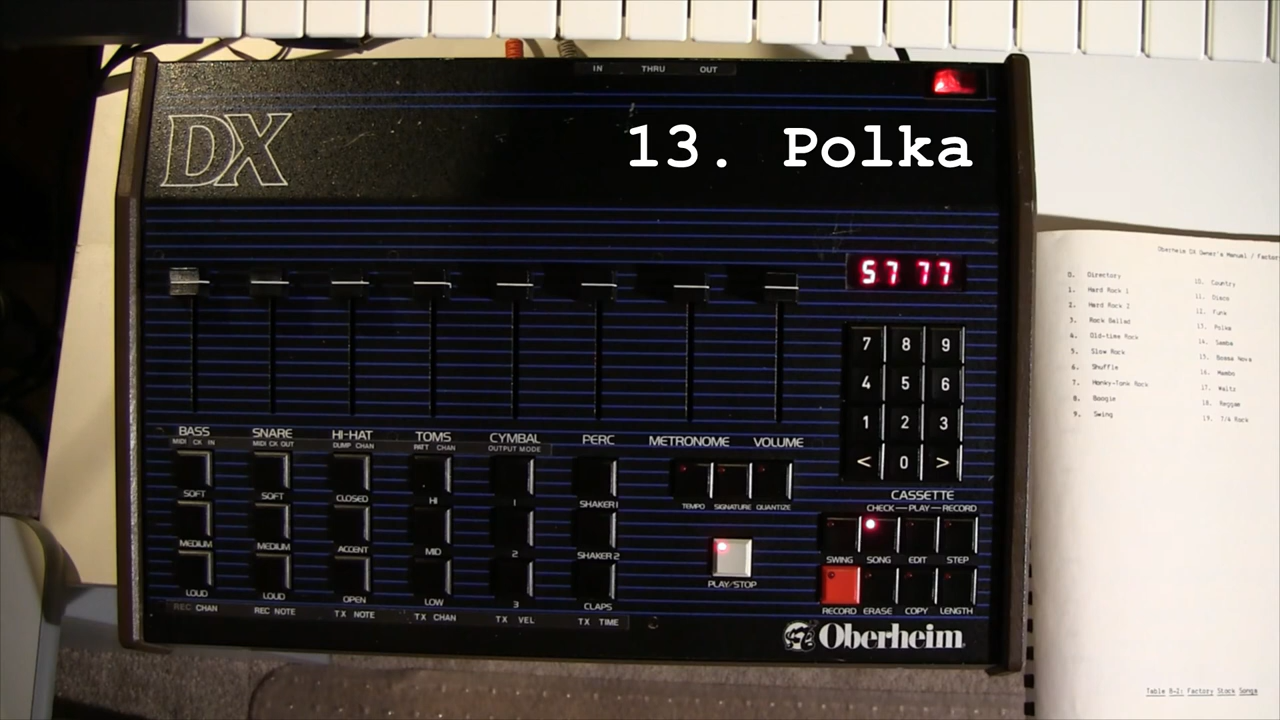 IN THRU OUT
DX
13. Polka
57 77
7 8 9
4 5 6
1 2 3
< 0 >
BASS SNARE HI-HAT TOMS CYMBAL PERC METRONOME VOLUME
MIDI CK IN MIDI CK OUT DUMP CHAN PATT CHAN OUTPUT MODE
SOFT SOFT CLOSED HI 1 SHAKER 1
MEDIUM MEDIUM ACCENT MID 2 SHAKER 2
LOUD LOUD OPEN LOW 3 CLAPS
REC CHAN REC NOTE TX NOTE TX CHAN TX VEL TX TIME
TEMPO SIGNATURE QUANTIZE
PLAY/STOP
CASSETTE
CHECK—PLAY—RECORD
SWING SONG EDIT STEP
RECORD ERASE COPY LENGTH
Oberheim
Oberheim DX Owner's Manual / Factor
0. Directory
1. Hard Rock 1
2. Hard Rock 2
3. Rock Ballad
4. Old-time Rock
5. Slow Rock
6. Shuffle
7. Honky-Tonk Rock
8. Boogie
9. Swing
10. Country
11. Disco
12. Funk
13. Polka
14. Samba
15. Bossa Nova
16. Mambo
17. Waltz
18. Reggae
19. 7/4 Rock
Table B-2: Factory Stock Songs